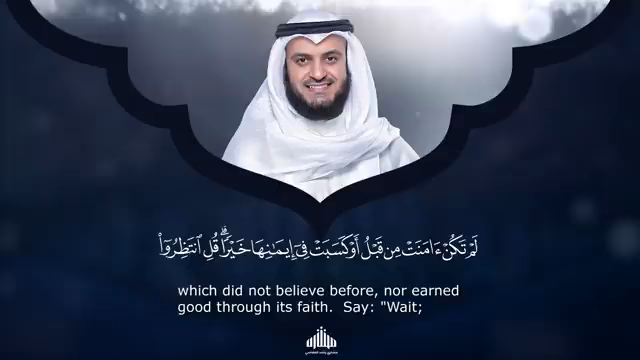 لَمْ تَكُنْ ءَامَنَتْ مِن قَبْلُ أَوْ كَسَبَتْ فِىٓ إِيمَـٰنِهَا خَيْرًا ۗ قُلِ ٱنتَظِرُوٓا۟
which did not believe before, nor earned
good through its faith. Say: "Wait;